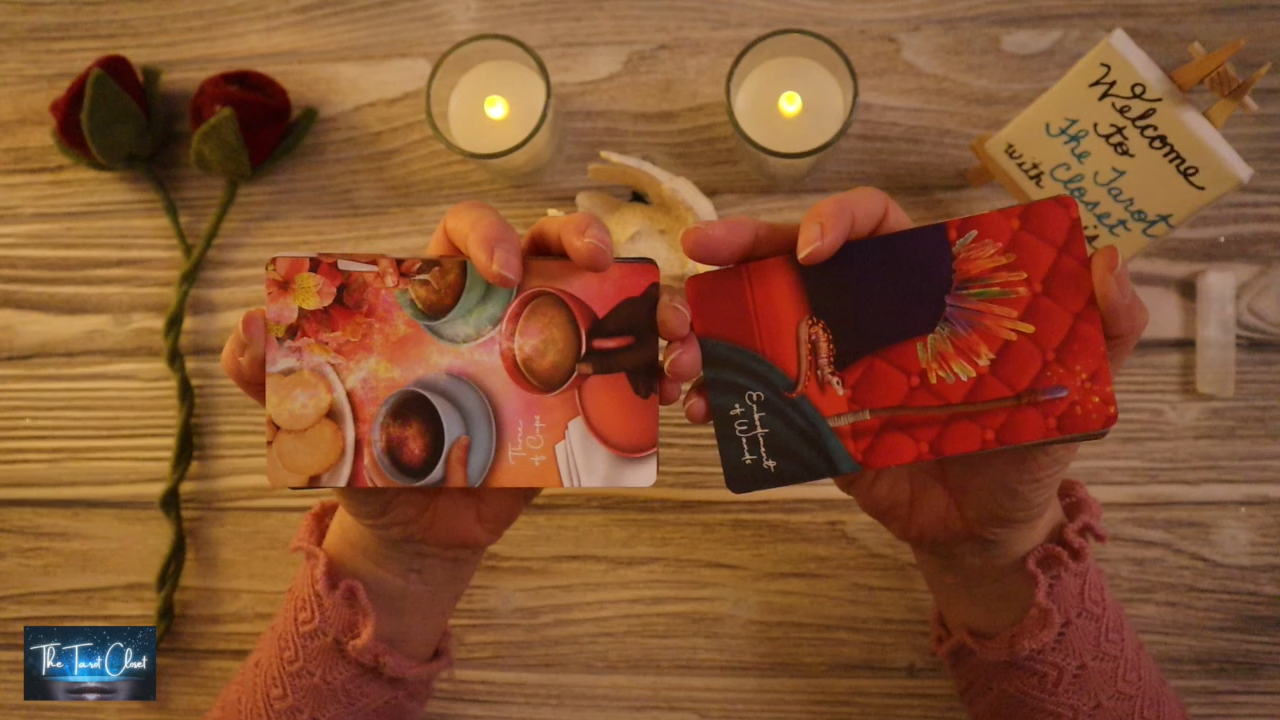 Welcome
to
The Tarot
Closet
with
Three
of Cups
Embodiment
of Wands
The Tarot Closet